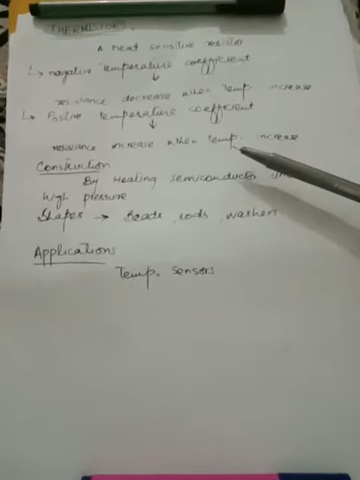 THERMISTORS.
A heat sensitive resistor
↳ negative Temperature coefficient
↓
resistance decrease when Temp. increase
↳ Positive Temperature coefficient
↓
resistance increase when temp. increase
Construction
By Heating semiconductor
high pressure
Shapes → Beads, rods, washers
Applications
Temp. Sensors